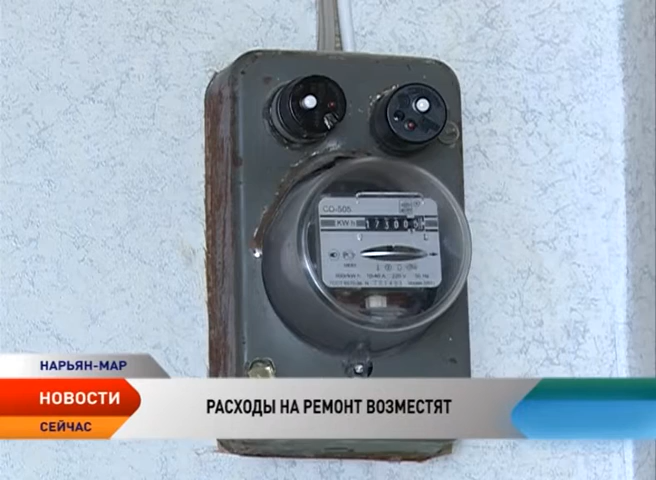 СО-505
KW h
НАРЬЯН-МАР
НОВОСТИ
СЕЙЧАС
РАСХОДЫ НА РЕМОНТ ВОЗМЕСТЯТ